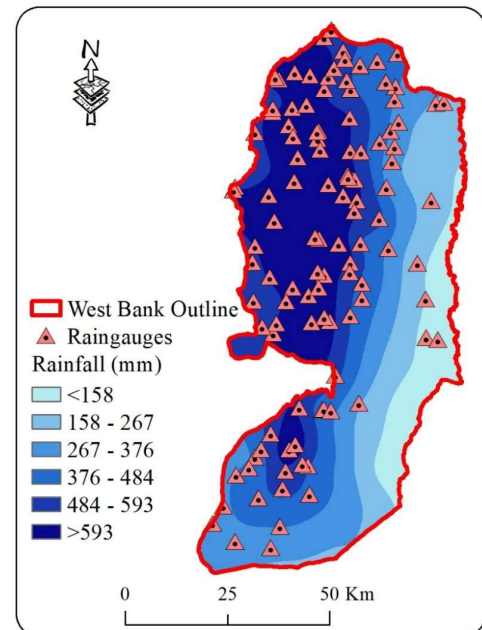 N
West Bank Outline
Raingauges
Rainfall (mm)
<158
158 - 267
267 - 376
376 - 484
484 - 593
>593
0 25 50 Km